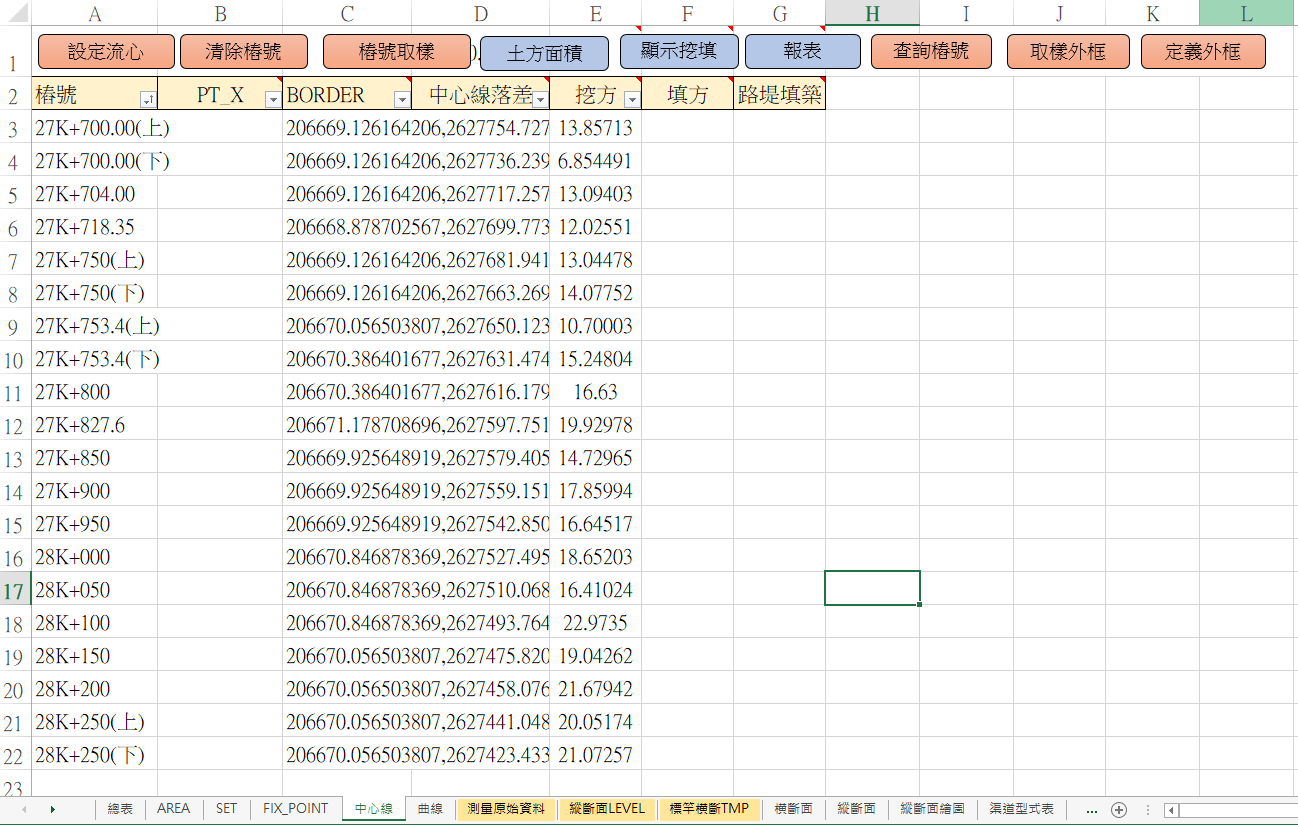 A B C D E F G H I J K L
1 設定流心 清除樁號 樁號取樣 土方面積 顯示挖填 報表 查詢樁號 取樣外框 定義外框
2 樁號 PT_X BORDER 中心線落差 挖方 填方 路堤填築
3 27K+700.00(上) 206669.126164206,2627754.727 13.85713
4 27K+700.00(下) 206669.126164206,2627736.239 6.854491
5 27K+704.00 206669.126164206,2627717.257 13.09403
6 27K+718.35 206668.878702567,2627699.773 12.02551
7 27K+750(上) 206669.126164206,2627681.941 13.04478
8 27K+750(下) 206669.126164206,2627663.269 14.07752
9 27K+753.4(上) 206670.056503807,2627650.123 10.70003
10 27K+753.4(下) 206670.386401677,2627631.474 15.24804
11 27K+800 206670.386401677,2627616.179 16.63
12 27K+827.6 206671.178708696,2627597.751 19.92978
13 27K+850 206669.925648919,2627579.405 14.72965
14 27K+900 206669.925648919,2627559.151 17.85994
15 27K+950 206669.925648919,2627542.850 16.64517
16 28K+000 206670.846878369,2627527.495 18.65203
17 28K+050 206670.846878369,2627510.068 16.41024
18 28K+100 206670.846878369,2627493.764 22.9735
19 28K+150 206670.056503807,2627475.820 19.04262
20 28K+200 206670.056503807,2627458.076 21.67942
21 28K+250(上) 206670.056503807,2627441.048 20.05174
22 28K+250(下) 206670.056503807,2627423.433 21.07257
23
總表 AREA SET FIX_POINT 中心線 曲線 測量原始資料 縱斷面LEVEL 標竿橫斷TMP 橫斷面 縱斷面 縱斷面繪圖 渠道型式表 ...